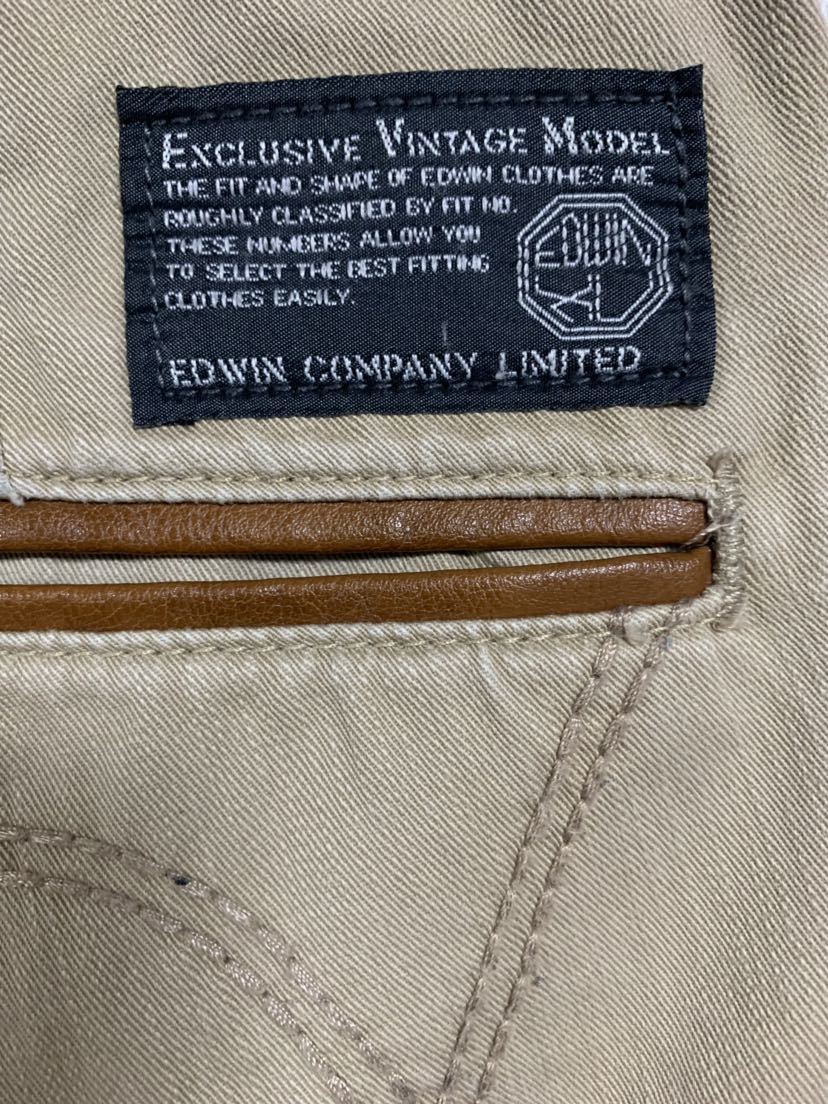 EXCLUSIVE VINTAGE MODEL
THE FIT AND SHAPE OF EDWIN CLOTHES ARE
ROUGHLY CLASSIFIED BY FIT NO.
THESE NUMBERS ALLOW YOU
TO SELECT THE BEST FITTING
CLOTHES EASILY.
EDWIN
XV
EDWIN COMPANY LIMITED